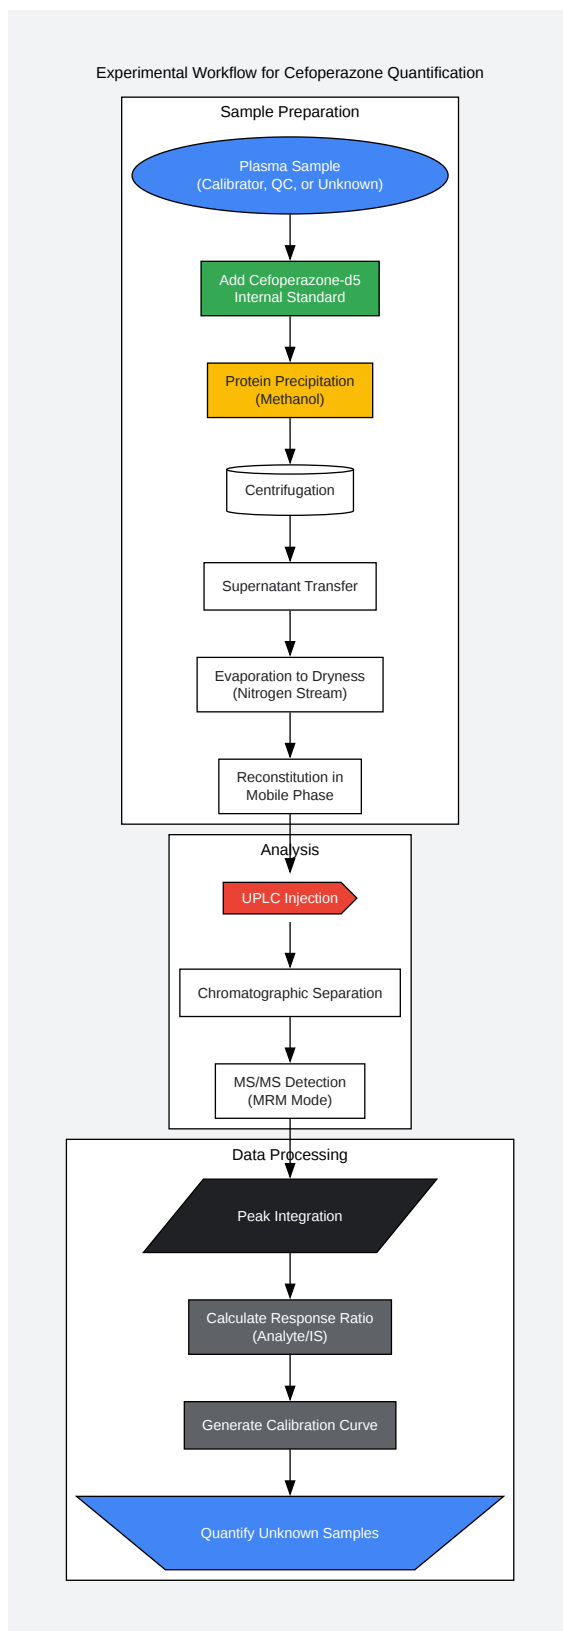 Experimental Workflow for Cefoperazone Quantification
Sample Preparation
Plasma Sample
(Calibrator, QC, or Unknown)
Add Cefoperazone-d5
Internal Standard
Protein Precipitation
(Methanol)
Centrifugation
Supernatant Transfer
Evaporation to Dryness
(Nitrogen Stream)
Reconstitution in
Mobile Phase
Analysis
UPLC Injection
Chromatographic Separation
MS/MS Detection
(MRM Mode)
Data Processing
Peak Integration
Calculate Response Ratio
(Analyte/IS)
Generate Calibration Curve
Quantify Unknown Samples